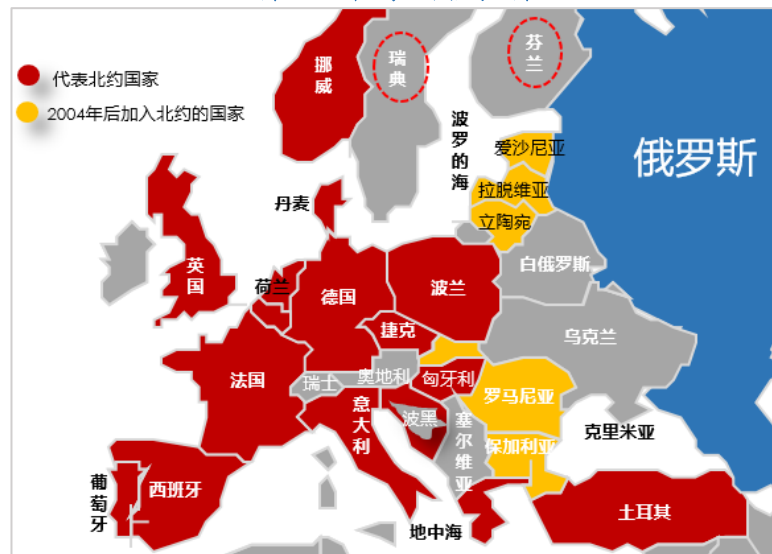 代表北约国家
2004年后加入北约的国家
挪威
瑞典
芬兰
波罗的海
爱沙尼亚
拉脱维亚
立陶宛
俄罗斯
丹麦
英国
荷兰
德国
波兰
白俄罗斯
捷克
乌克兰
法国
瑞士
奥地利
匈牙利
罗马尼亚
意大利
波黑
塞尔维亚
保加利亚
克里米亚
葡萄牙
西班牙
地中海
土耳其